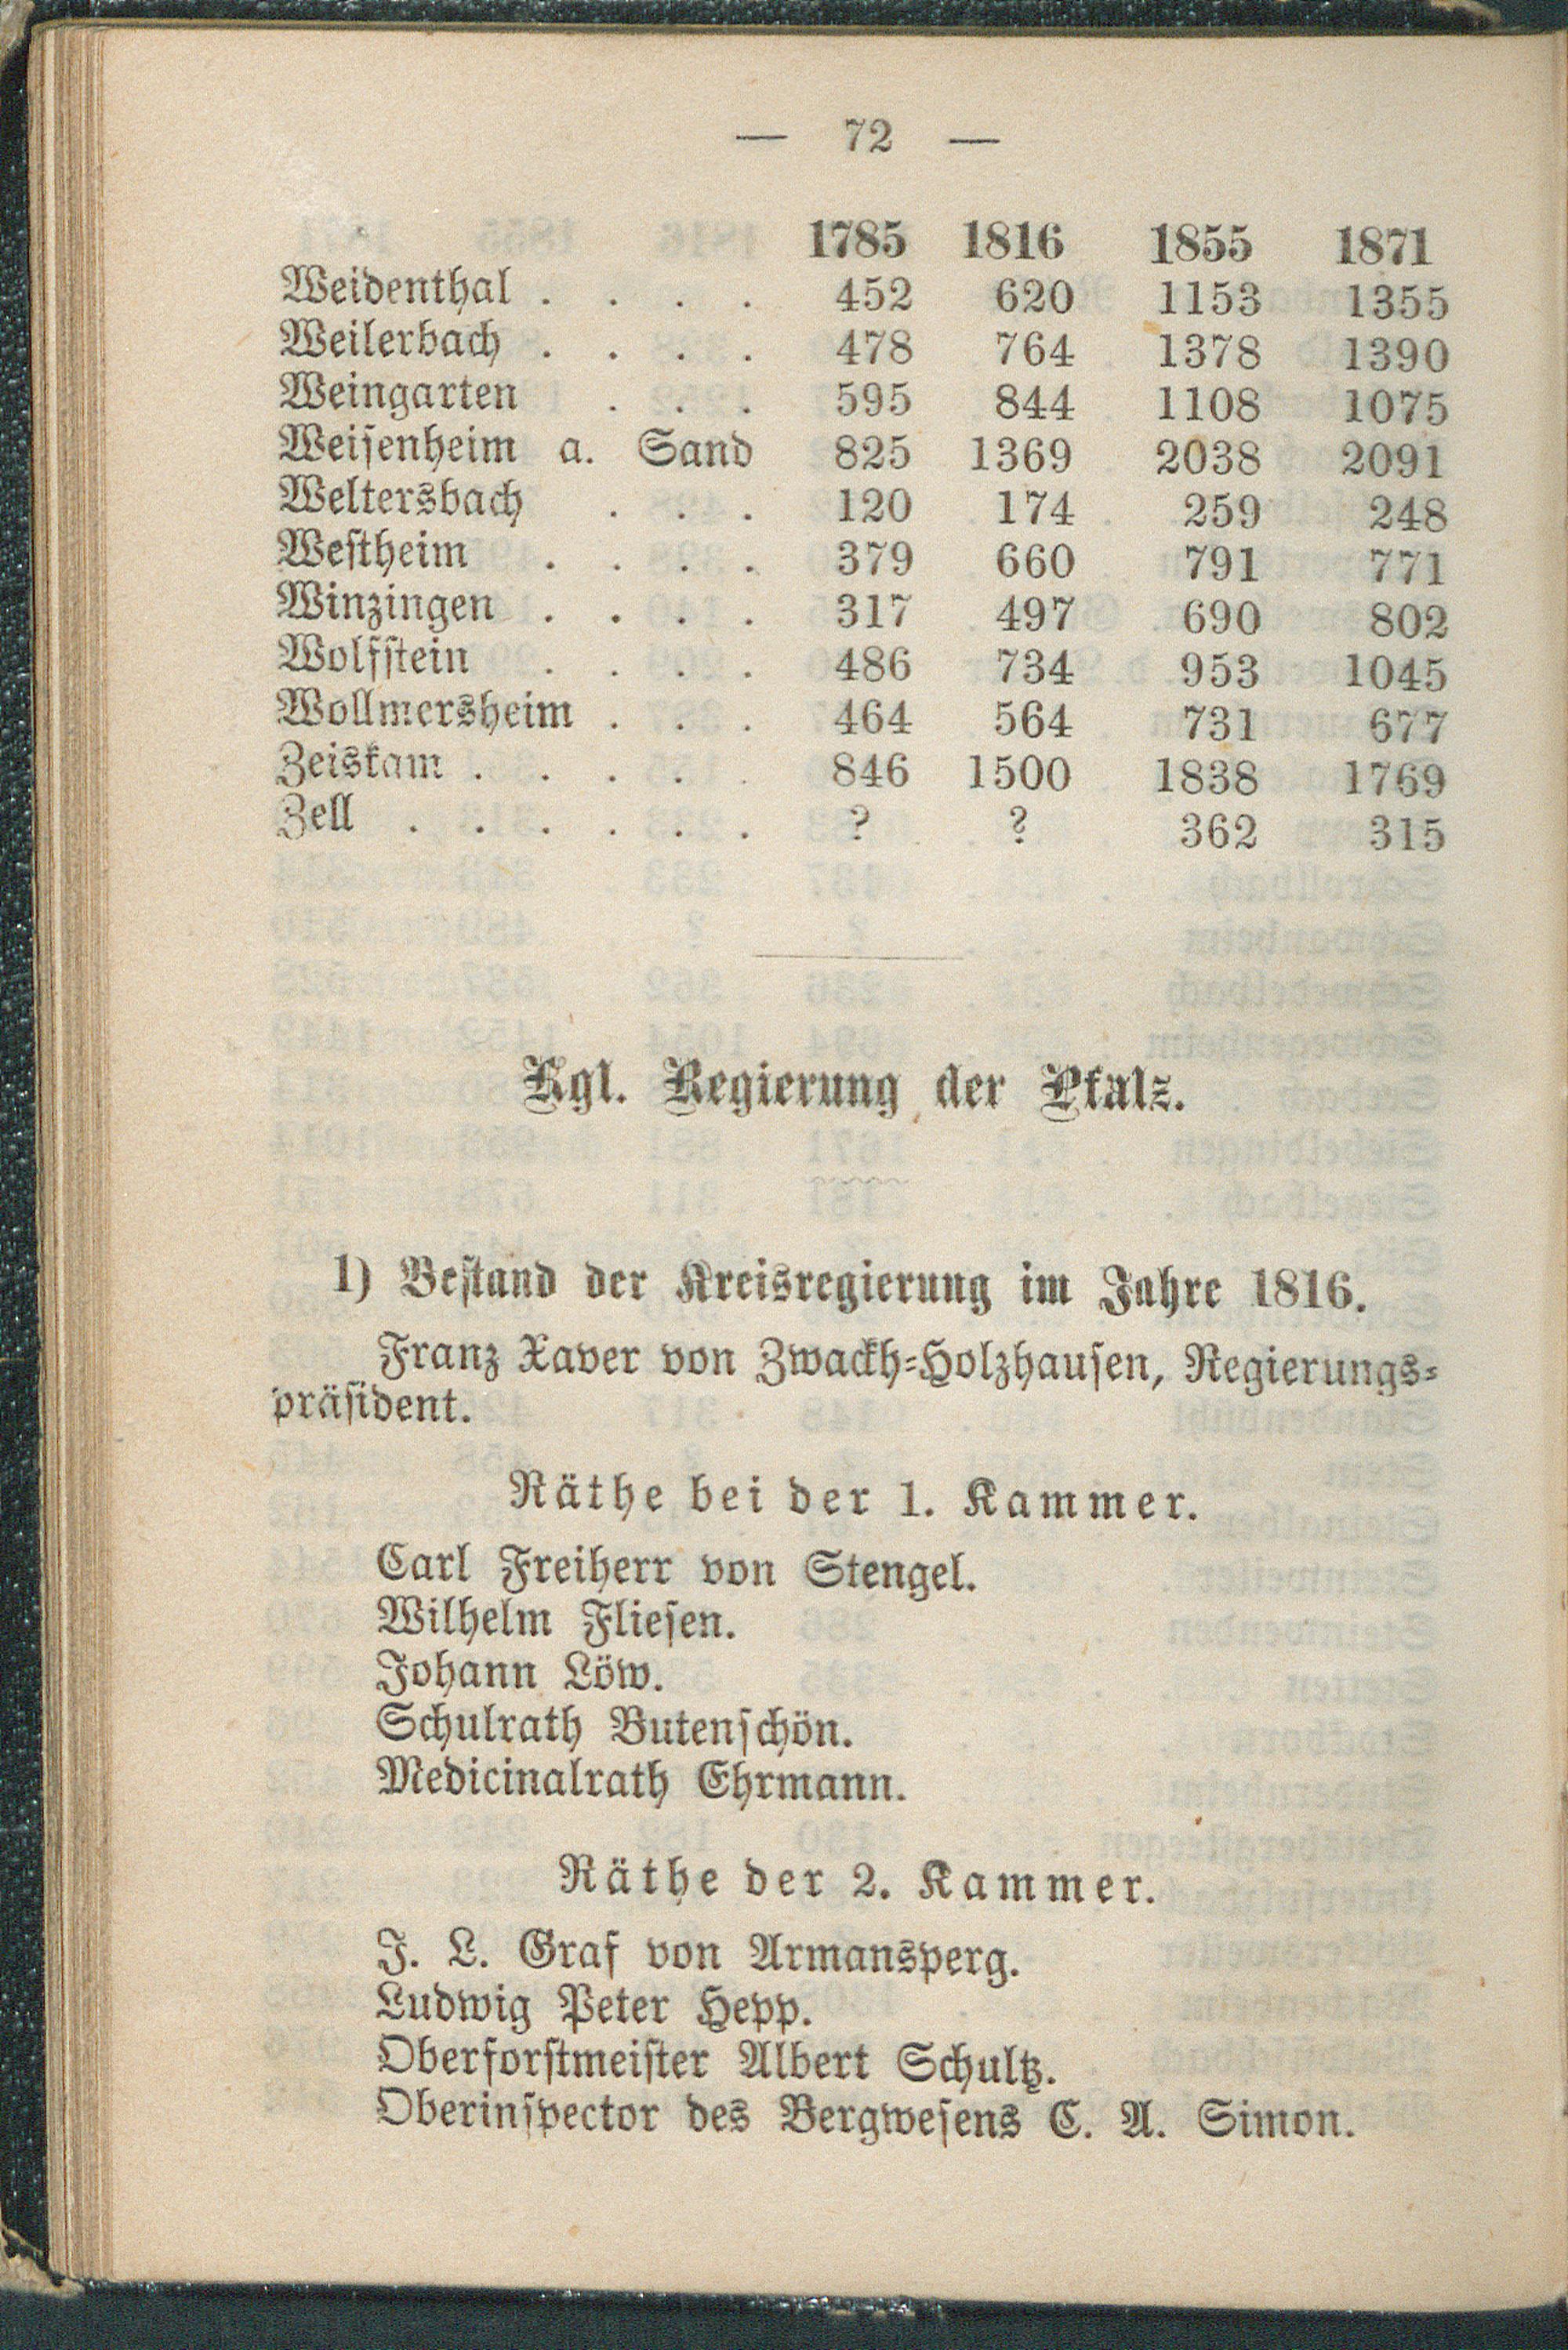 — 72 —
1785 1816 1855 1871
Weidenthal . . . . 452 620 1153 1355
Weilerbach . . . . 478 764 1378 1390
Weingarten . . . 595 844 1108 1075
Weisenheim a. Sand 825 1369 2038 2091
Weltersbach . . . 120 174 259 248
Westheim . . . . 379 660 791 771
Winzingen . . . . 317 497 690 802
Wolfstein . . . . 486 734 953 1045
Wollmersheim . . . 464 564 731 677
Zeiskam . . . . . 846 1500 1838 1769
Zell . . . . . . ? ? 362 315
Kgl. Regierung der Pfalz.
1) Bestand der Kreisregierung im Jahre 1816.
Franz Xaver von Zwackh-Holzhausen, Regierungs-
präsident.
Räthe bei der 1. Kammer.
Carl Freiherr von Stengel.
Wilhelm Fliesen.
Johann Löw.
Schulrath Butenschön.
Medicinalrath Ehrmann.
Räthe der 2. Kammer.
J. L. Graf von Armansperg.
Ludwig Peter Hepp.
Oberforstmeister Albert Schultz.
Oberinspector des Bergwesens C. A. Simon.